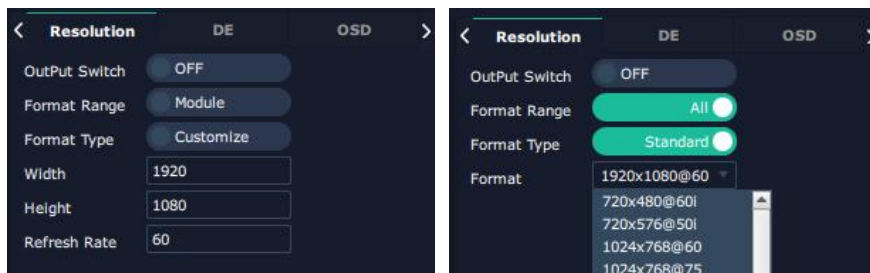 Resolution DE OSD
OutPut Switch OFF
Format Range Module
Format Type Customize
Width 1920
Height 1080
Refresh Rate 60
Resolution DE OSD
OutPut Switch OFF
Format Range All
Format Type Standard
Format 1920x1080@60
720x480@60i
720x576@50i
1024x768@60
1024x768@75